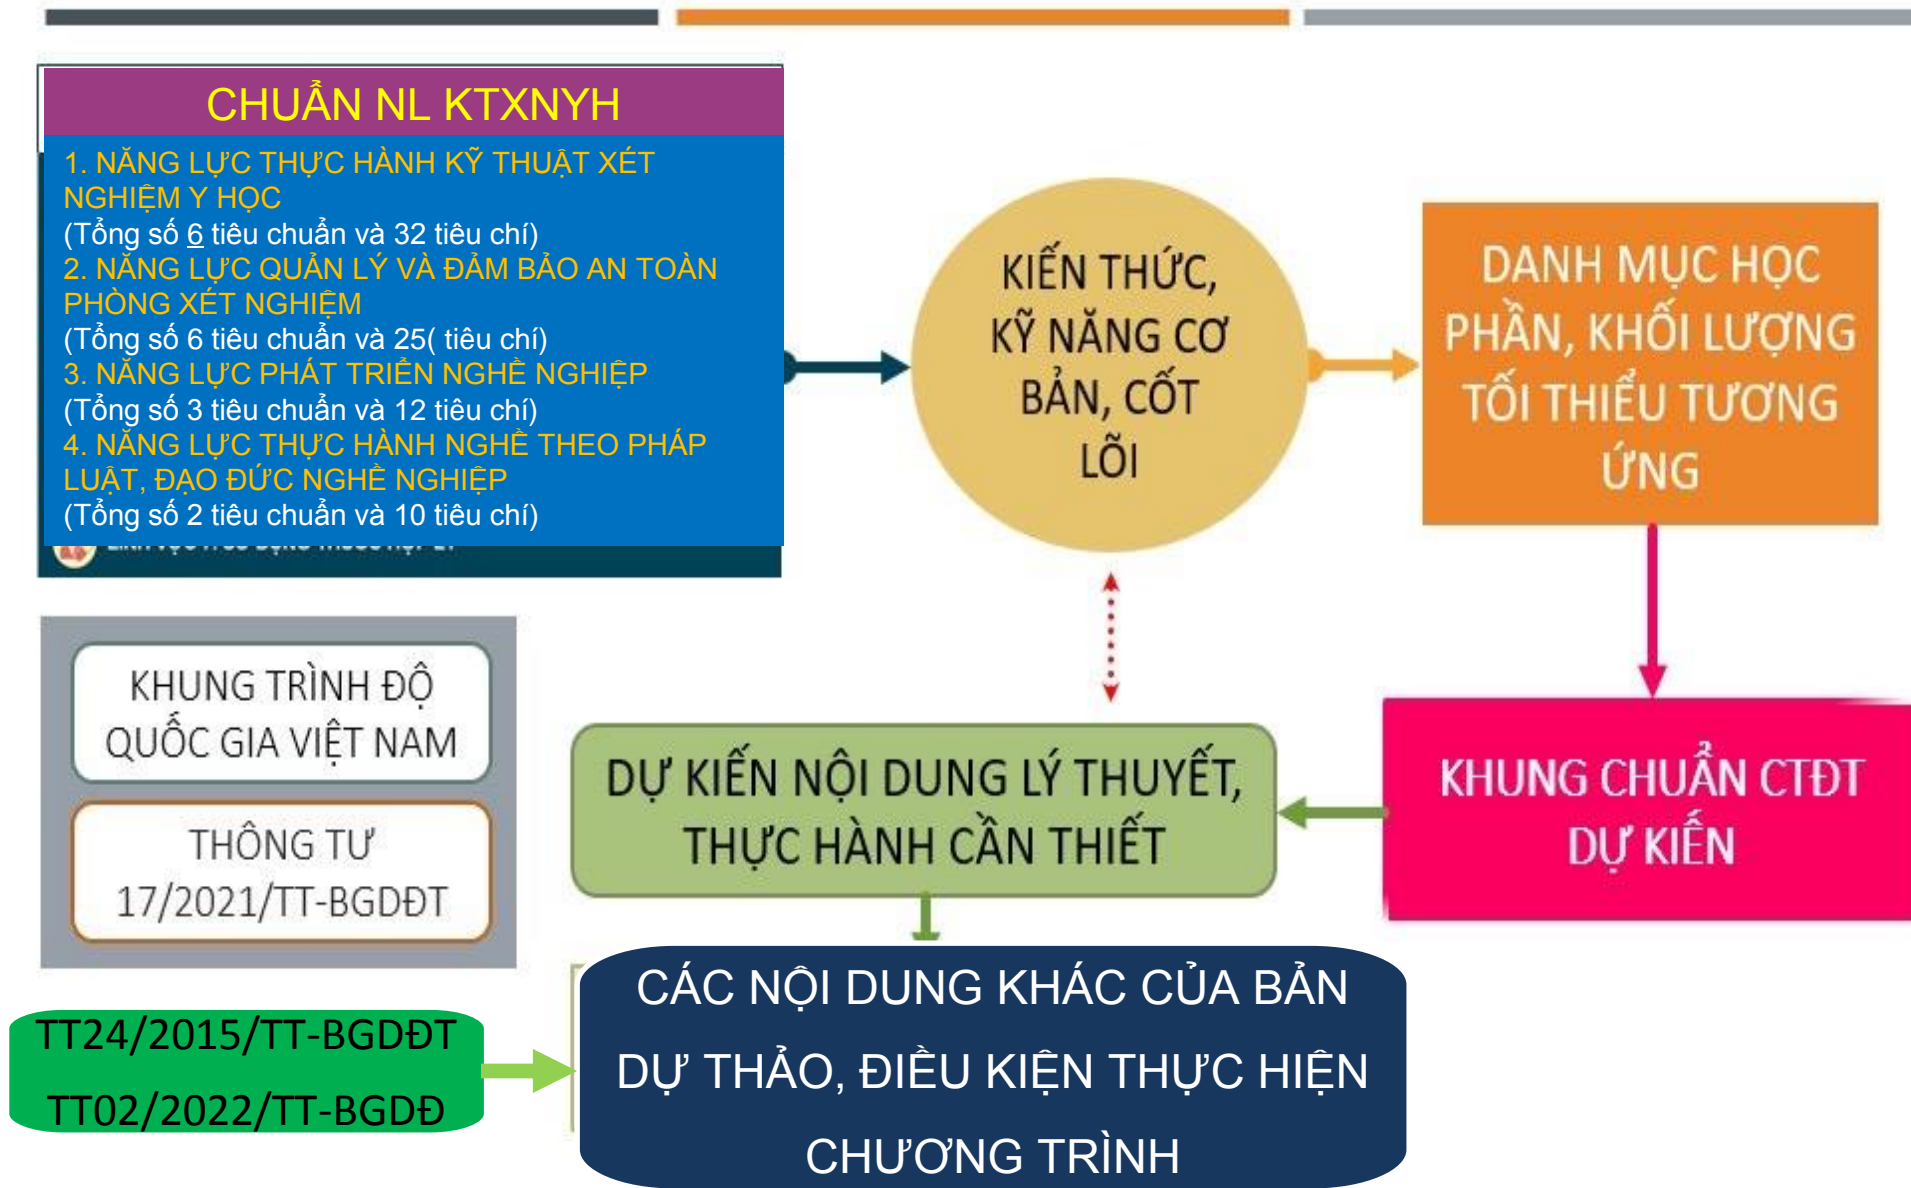 CHUẨN NL KTXNYH
1. NĂNG LỰC THỰC HÀNH KỸ THUẬT XÉT
NGHIỆM Y HỌC
(Tổng số 6 tiêu chuẩn và 32 tiêu chí)
2. NĂNG LỰC QUẢN LÝ VÀ ĐẢM BẢO AN TOÀN
PHÒNG XÉT NGHIỆM
(Tổng số 6 tiêu chuẩn và 25( tiêu chí)
3. NĂNG LỰC PHÁT TRIỂN NGHỀ NGHIỆP
(Tổng số 3 tiêu chuẩn và 12 tiêu chí)
4. NĂNG LỰC THỰC HÀNH NGHỀ THEO PHÁP
LUẬT, ĐẠO ĐỨC NGHỀ NGHIỆP
(Tổng số 2 tiêu chuẩn và 10 tiêu chí)
KIẾN THỨC,
KỸ NĂNG CƠ
BẢN, CỐT
LÕI
DANH MỤC HỌC
PHẦN, KHỐI LƯỢNG
TỐI THIỂU TƯƠNG
ỨNG
KHUNG TRÌNH ĐỘ
QUỐC GIA VIỆT NAM
THÔNG TƯ
17/2021/TT-BGDĐT
DỰ KIẾN NỘI DUNG LÝ THUYẾT,
THỰC HÀNH CẦN THIẾT
KHUNG CHUẨN CTĐT
DỰ KIẾN
TT24/2015/TT-BGDĐT
TT02/2022/TT-BGDĐ
CÁC NỘI DUNG KHÁC CỦA BẢN
DỰ THẢO, ĐIỀU KIỆN THỰC HIỆN
CHƯƠNG TRÌNH